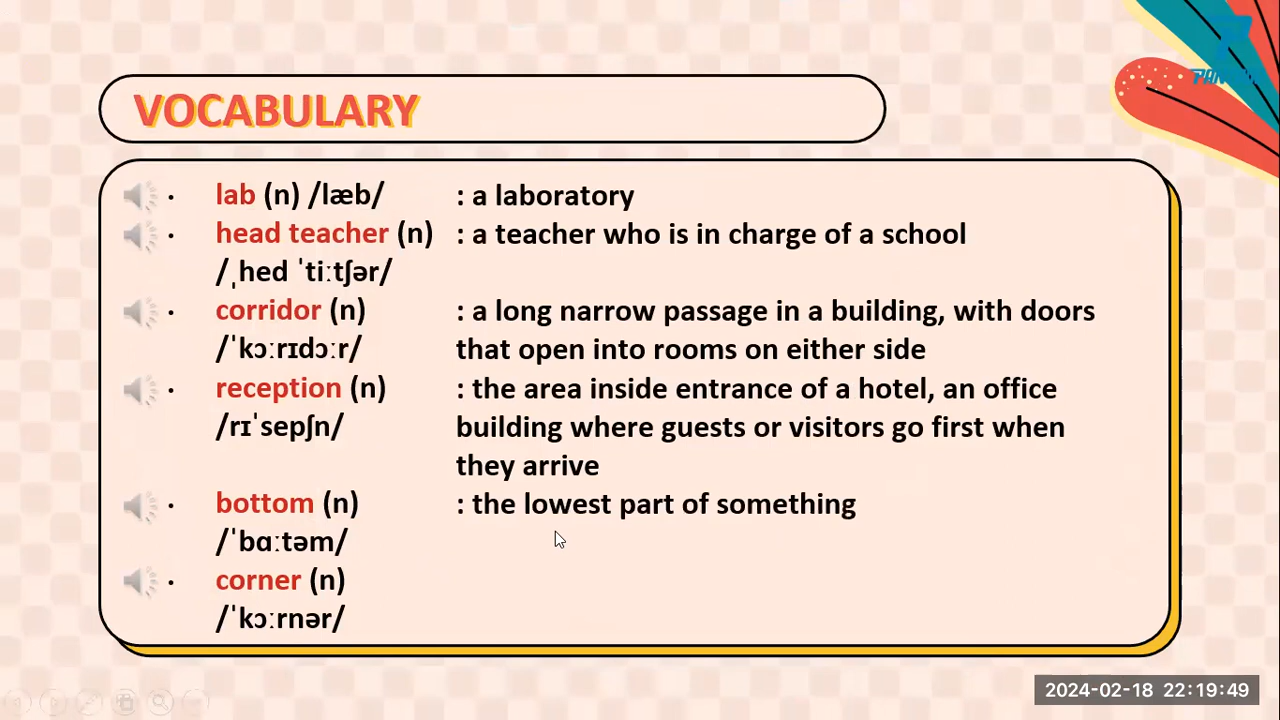 VOCABULARY
• lab (n) /læb/ : a laboratory
• head teacher (n) : a teacher who is in charge of a school
/ˌhed ˈtiːtʃər/
• corridor (n) : a long narrow passage in a building, with doors
/ˈkɔːrɪdɔːr/ that open into rooms on either side
• reception (n) : the area inside entrance of a hotel, an office
/rɪˈsepʃn/ building where guests or visitors go first when
they arrive
• bottom (n) : the lowest part of something
/ˈbɑːtəm/
• corner (n)
/ˈkɔːrnər/
2024-02-18 22:19:49